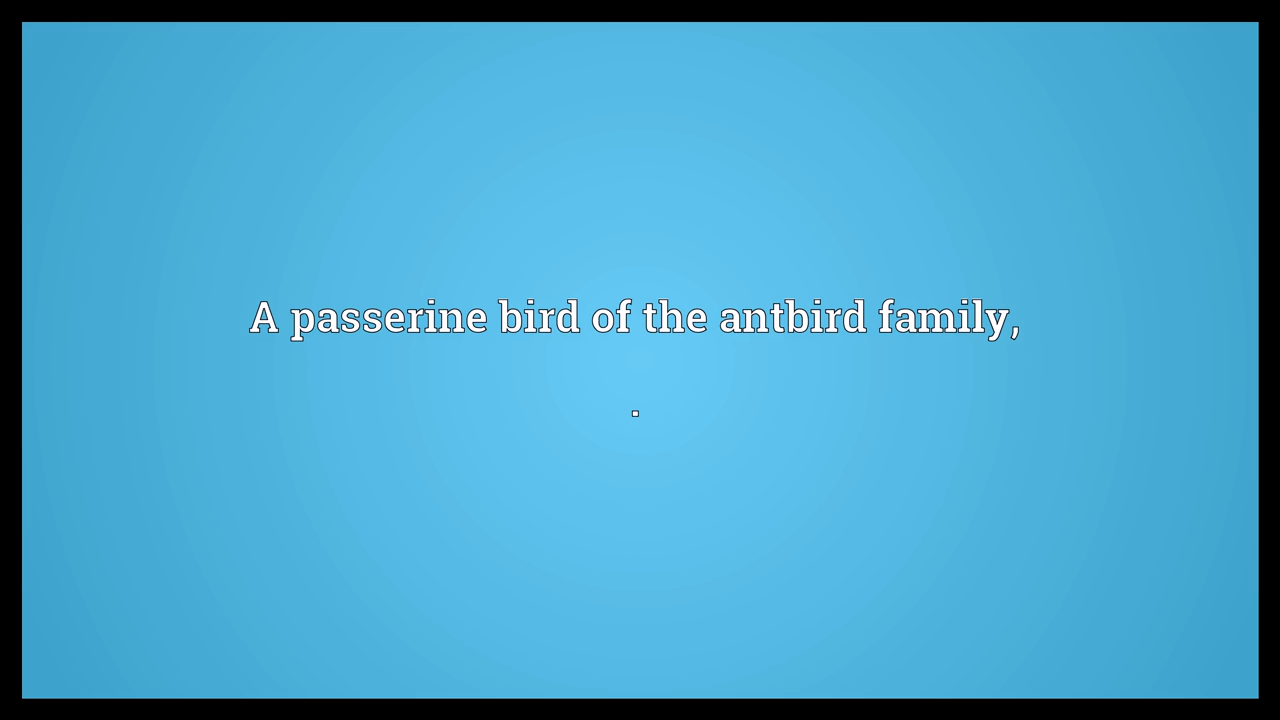 A passerine bird of the antbird family,
.